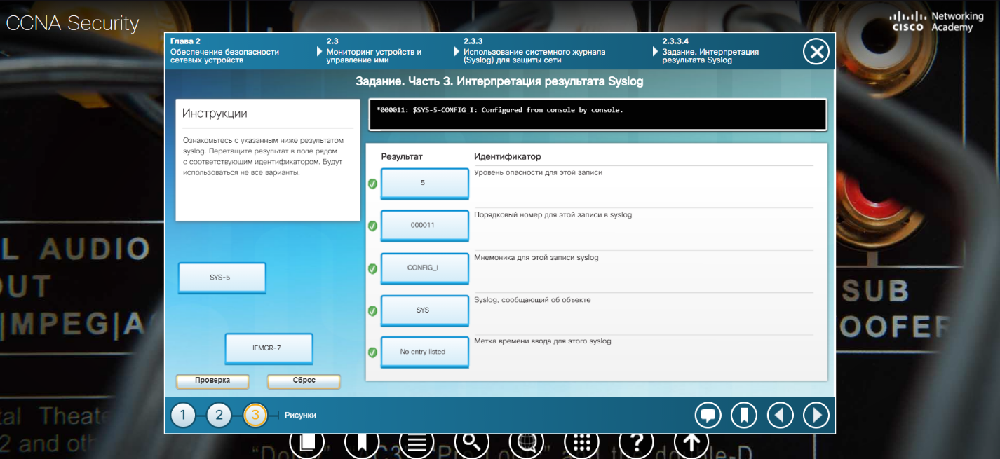 CCNA Security
Networking
CISCO Academy
Глава 2
Обеспечение безопасности
сетевых устройств
2.3
Мониторинг устройств и
управление ими
2.3.3
Использование системного журнала
(Syslog) для защиты сети
2.3.3.4
Задание. Интерпретация
результата Syslog
Задание. Часть 3. Интерпретация результата Syslog
Инструкции
Ознакомьтесь с указанным ниже результатом
syslog. Перетащите результат в поле рядом
с соответствующим идентификатором. Будут
использоваться не все варианты.
*000011: $SYS-5-CONFIG_I: Configured from console by console.
Результат
Идентификатор
5
Уровень опасности для этой записи
000011
Порядковый номер для этой записи в syslog
CONFIG_I
Мнемоника для этой записи syslog
SYS
Syslog, сообщающий об объекте
No entry listed
Метка времени ввода для этого syslog
SYS-5
IFMGR-7
Проверка
Сброс
1
2
3
Рисунки
L AUDIO
OUT
|MPEG|A
SUB
OOFER
tal Theate
2 and oth
and the do
le-D